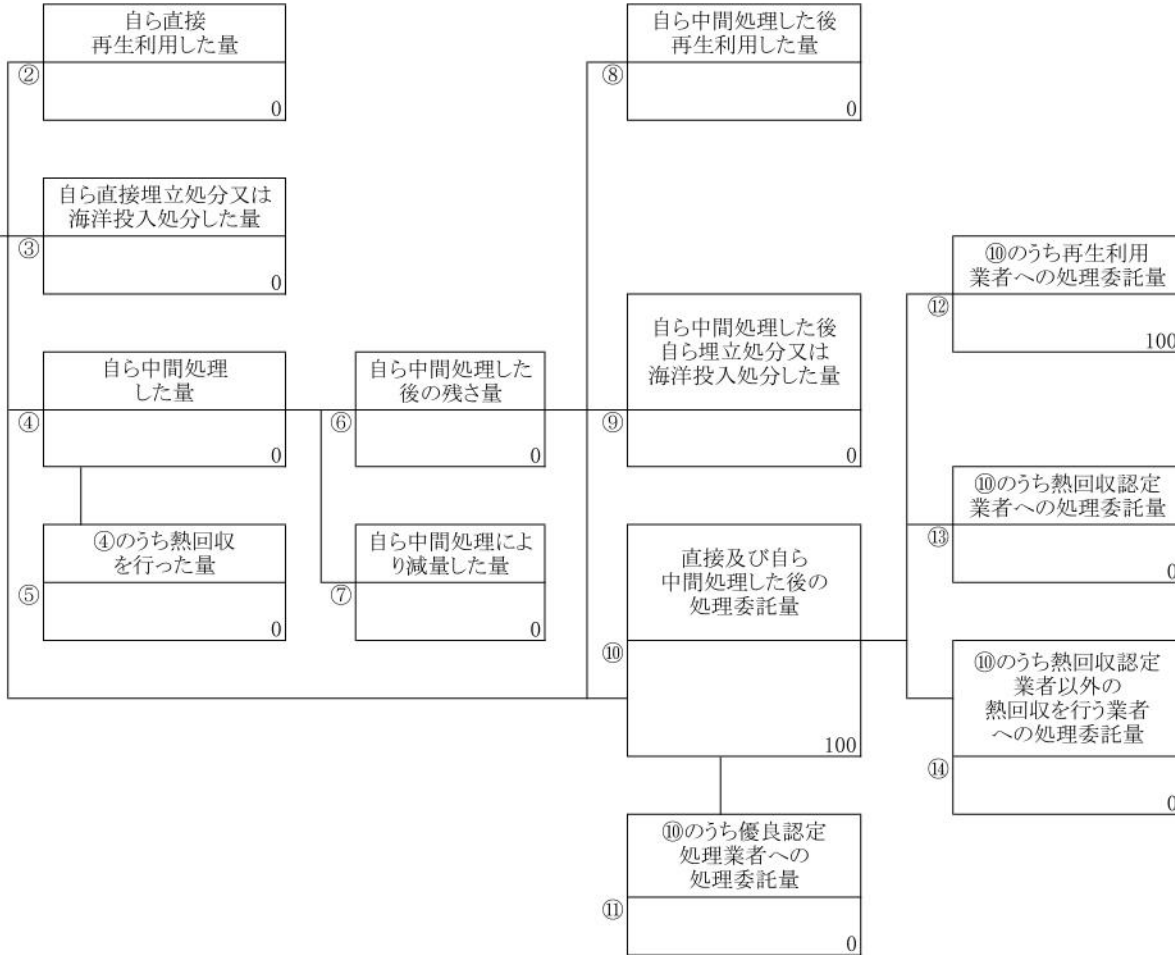 自ら直接
再生利用した量
②
0
自ら中間処理した後
再生利用した量
⑧
0
自ら直接埋立処分又は
海洋投入処分した量
③
0
⑩のうち再生利用
業者への処理委託量
⑫
100
自ら中間処理した後
自ら埋立処分又は
海洋投入処分した量
⑨
0
自ら中間処理
した量
④
0
自ら中間処理した
後の残さ量
⑥
0
⑩のうち熱回収認定
業者への処理委託量
⑬
0
④のうち熱回収
を行った量
⑤
0
自ら中間処理によ
り減量した量
⑦
0
直接及び自ら
中間処理した後の
処理委託量
⑩
100
⑩のうち熱回収認定
業者以外の
熱回収を行う業者
への処理委託量
⑭
0
⑩のうち優良認定
処理業者への
処理委託量
⑪
0